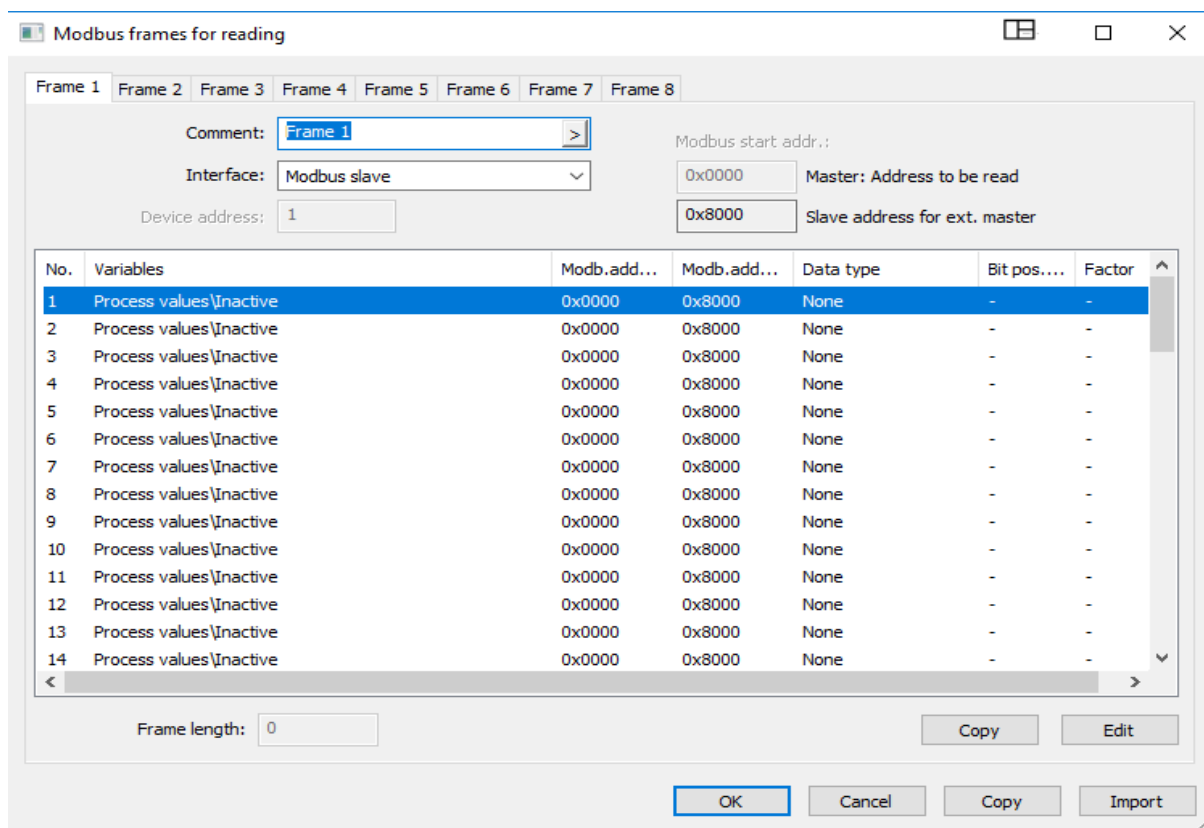 Modbus frames for reading
Frame 1 Frame 2 Frame 3 Frame 4 Frame 5 Frame 6 Frame 7 Frame 8
Comment: Frame 1 >
Modbus start addr.:
Interface: Modbus slave
0x0000 Master: Address to be read
Device address: 1
0x8000 Slave address for ext. master
No. Variables Modb.add... Modb.add... Data type Bit pos.... Factor
1 Process values\Inactive 0x0000 0x8000 None - -
2 Process values\Inactive 0x0000 0x8000 None - -
3 Process values\Inactive 0x0000 0x8000 None - -
4 Process values\Inactive 0x0000 0x8000 None - -
5 Process values\Inactive 0x0000 0x8000 None - -
6 Process values\Inactive 0x0000 0x8000 None - -
7 Process values\Inactive 0x0000 0x8000 None - -
8 Process values\Inactive 0x0000 0x8000 None - -
9 Process values\Inactive 0x0000 0x8000 None - -
10 Process values\Inactive 0x0000 0x8000 None - -
11 Process values\Inactive 0x0000 0x8000 None - -
12 Process values\Inactive 0x0000 0x8000 None - -
13 Process values\Inactive 0x0000 0x8000 None - -
14 Process values\Inactive 0x0000 0x8000 None - -
Frame length: 0
Copy Edit
OK Cancel Copy Import